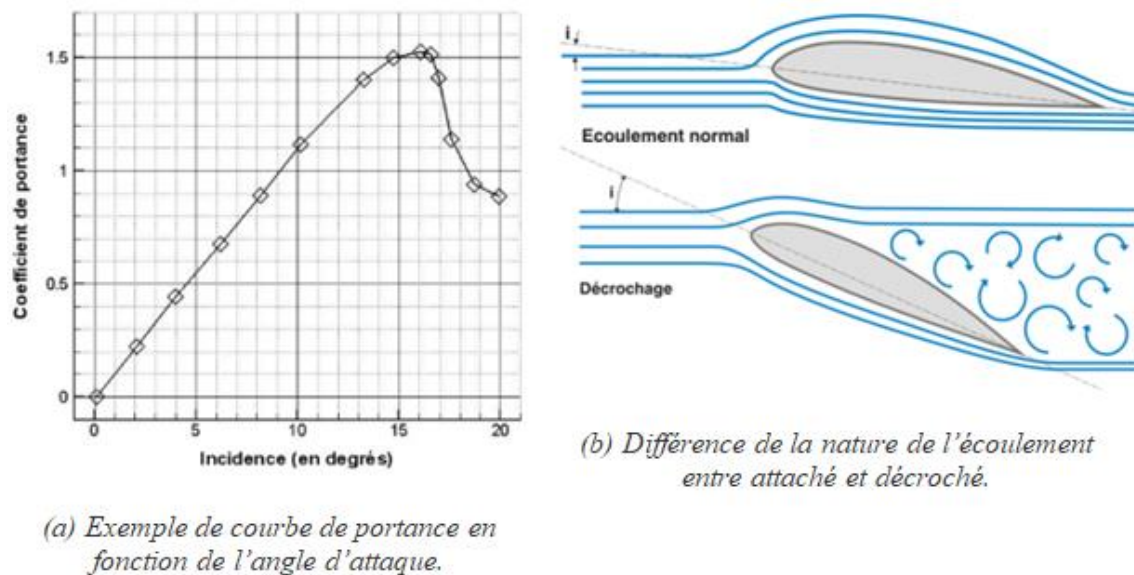 1.5
1
0.5
0
Coefficient de portance
0 5 10 15 20
Incidence (en degrés)
(a) Exemple de courbe de portance en
fonction de l'angle d'attaque.
i
Ecoulement normal
i
Décrochage
(b) Différence de la nature de l'écoulement
entre attaché et décroché.